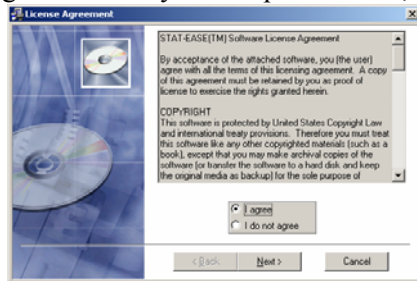 License Agreement
STAT-EASE(TM) Software License Agreement
By acceptance of the attached software, you (the user)
agree with all the terms of this licensing agreement. A copy
of this agreement must be retained by you as proof of
license to exercise the rights granted herein.
COPYRIGHT
This software is protected by United States Copyright Law
and international treaty provisions. Therefore you must treat
this software like any other copyrighted materials (such as a
book), except that you may make archival copies of the
software [or transfer the software to a hard disk and keep
the original media as backup] for the sole purpose of
I agree
I do not agree
< Back
Next >
Cancel